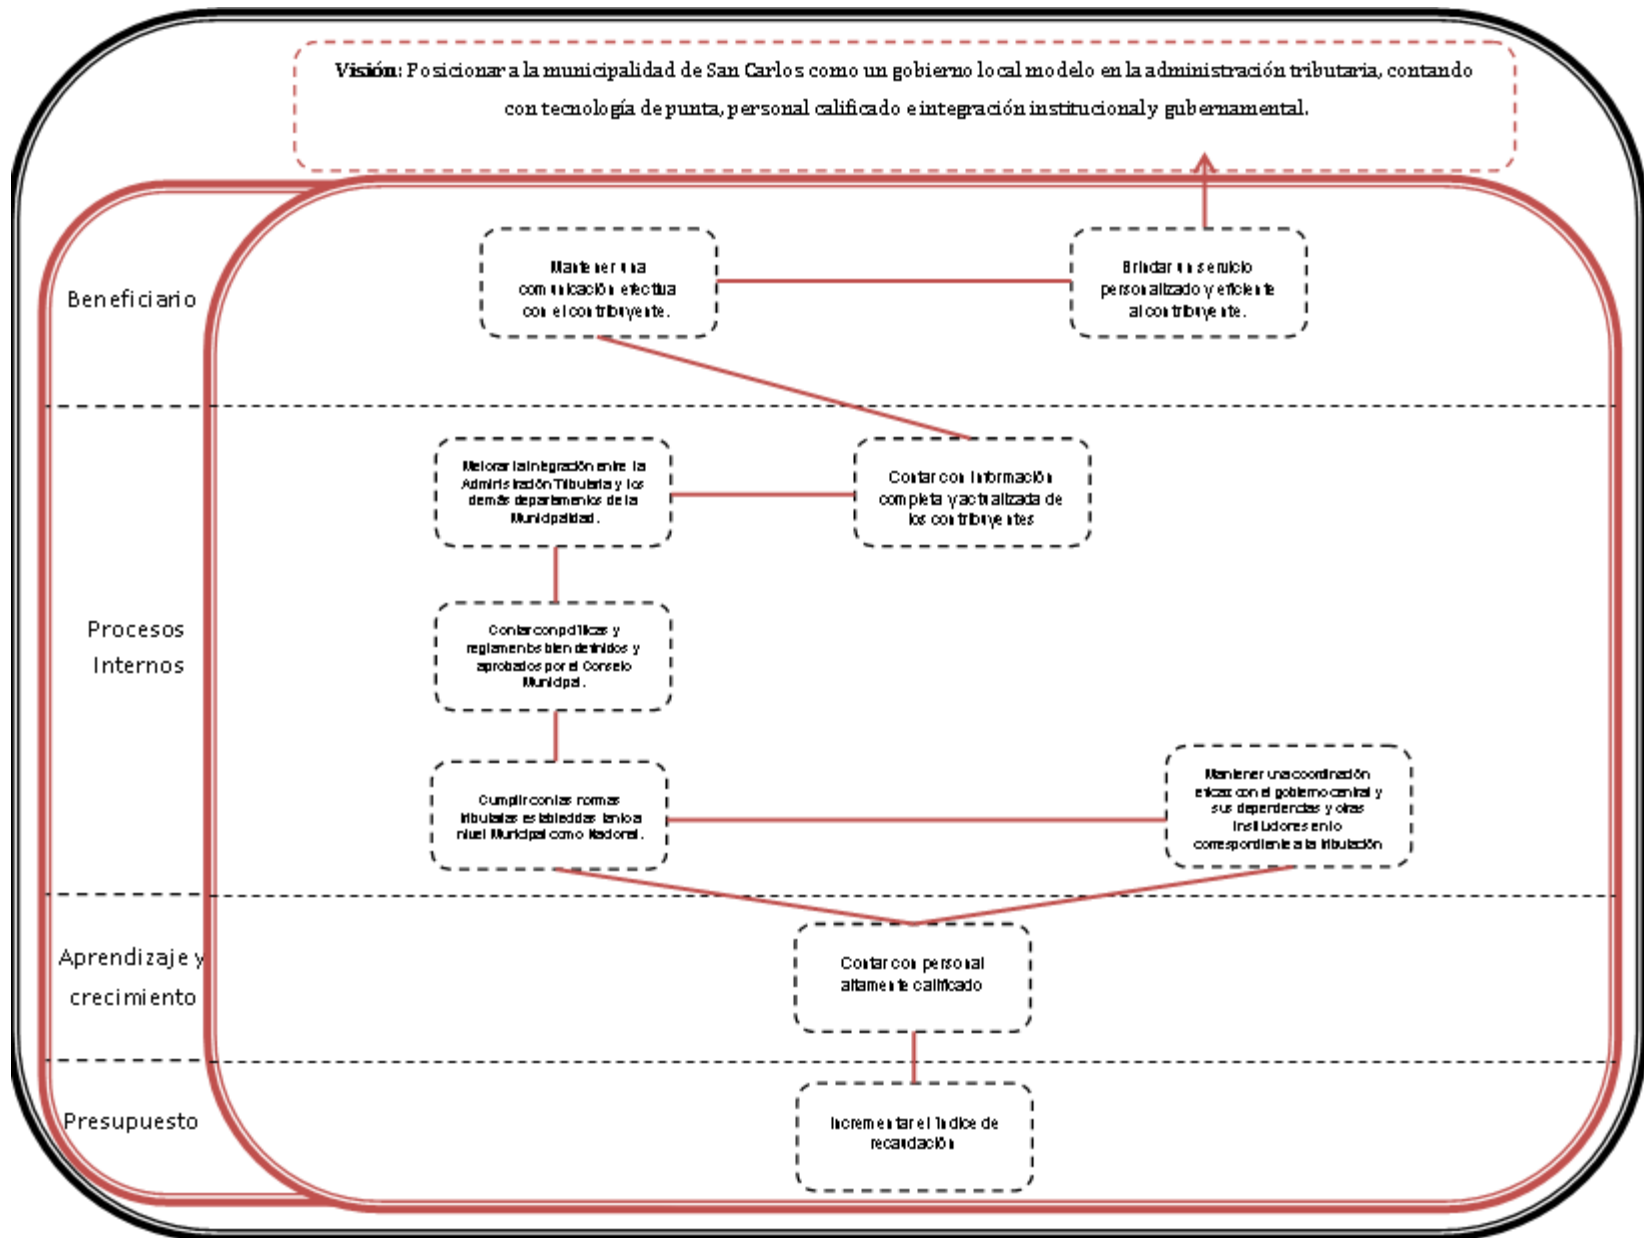 Visión: Posicionar a la municipalidad de San Carlos como un gobierno local modelo en la administración tributaria, contando
con tecnología de punta, personal calificado e integración institucional y gubernamental.
Beneficiario
Mantener una
comunicación efectiva
con el contribuyente.
Brindar un servicio
personalizado y eficiente
al contribuyente.
Procesos
Internos
Mejorar la integración entre la
Administración Tributaria y los
demás departamentos de la
Municipalidad.
Contar con información
completa y actualizada de
los contribuyentes
Contar con políticas y
reglamentos bien definidos y
aprobados por el Consejo
Municipal.
Cumplir con las normas
tributarias establecidas tanto a
nivel Municipal como Nacional.
Mantener una coordinación
eficaz con el gobierno central y
sus dependencias y otras
instituciones en lo
correspondiente a la tributación
Aprendizaje y
crecimiento
Contar con personal
altamente calificado
Presupuesto
Incrementar el índice de
recaudación